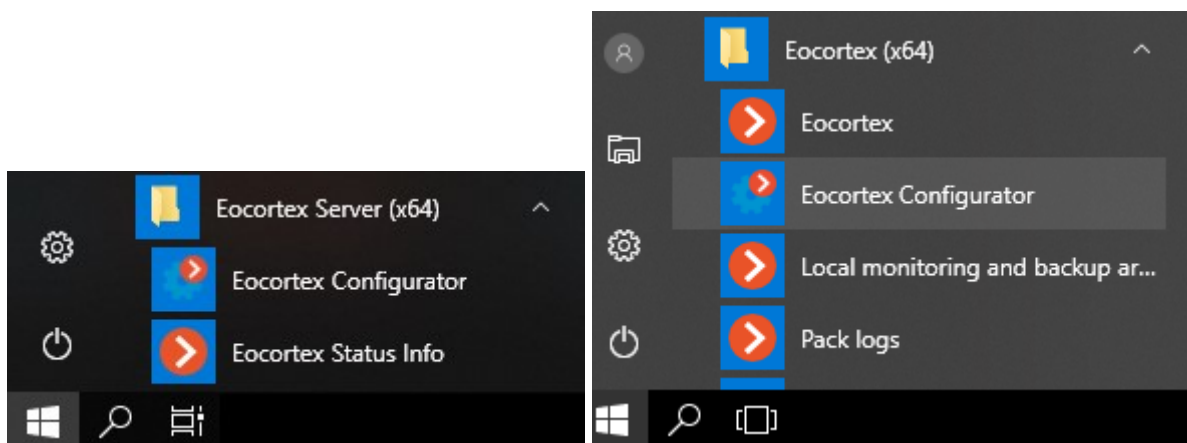 Eocortex Server (x64)
Eocortex Configurator
Eocortex Status Info
Eocortex (x64)
Eocortex
Eocortex Configurator
Local monitoring and backup ar...
Pack logs